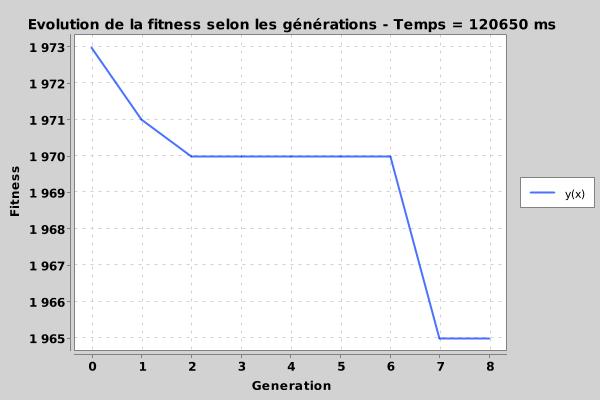 Evolution de la fitness selon les générations - Temps = 120650 ms
1 973
1 972
1 971
1 970
1 969
1 968
1 967
1 966
1 965
Fitness
0 1 2 3 4 5 6 7 8
Generation
y(x)